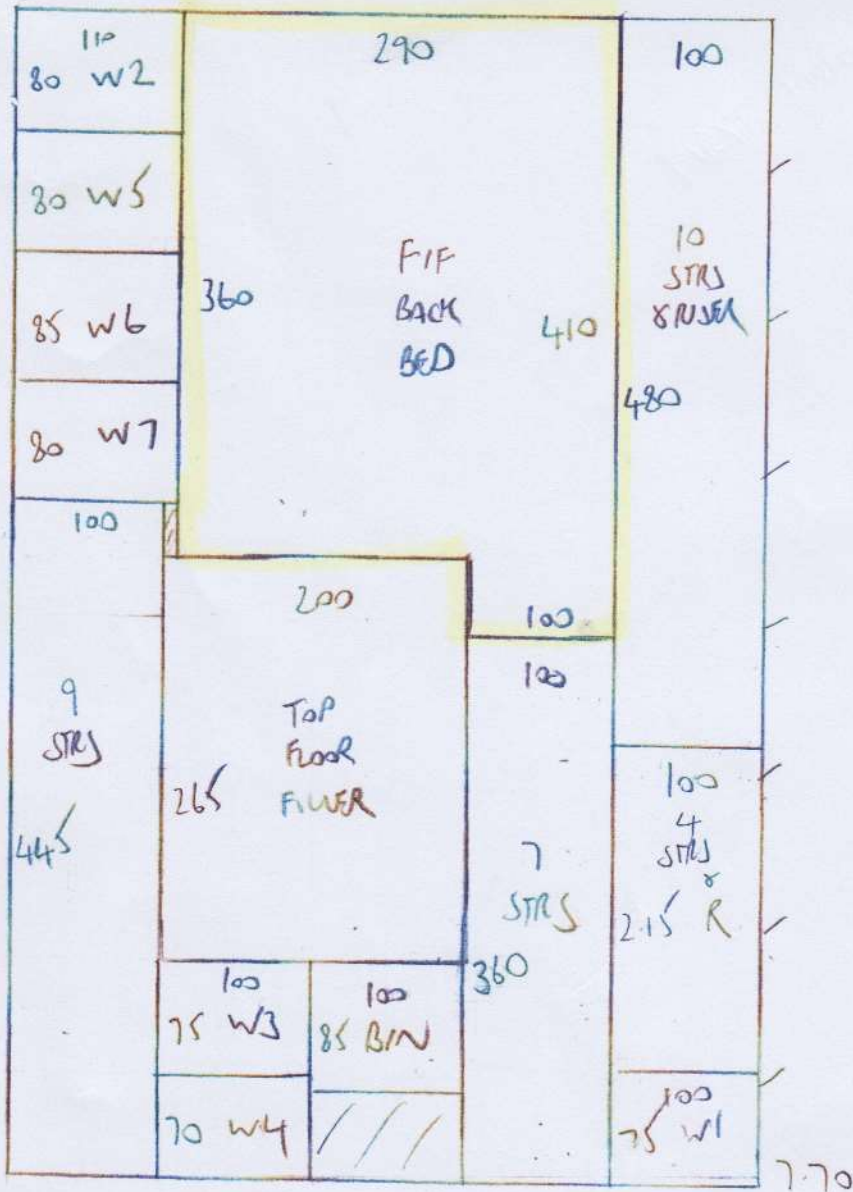 110
80 W2
80 W5
85 W6
80 W7
100
9
STRS
445
290
360
F/F
BACK
BED
410
100
200
TOP
FLOOR
FILLER
265
100
75 W3
70 W4
100
85 BIN
100
7
STRS
360
100
10
STRS
& RISER
480
100
4
STRS
&
2.15 R
100
75 W1
7.70